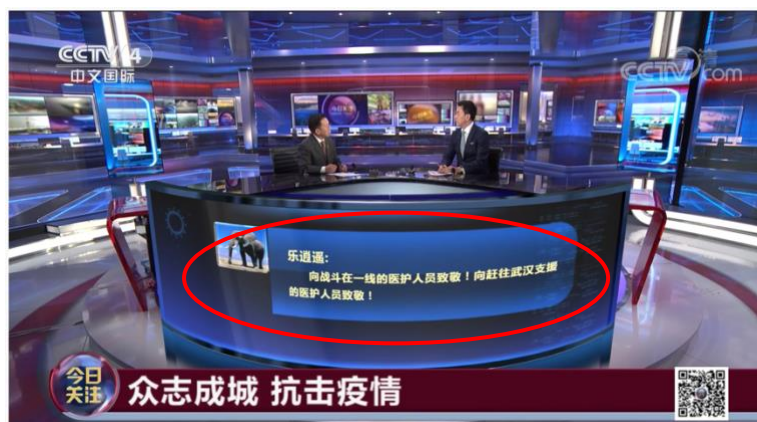 CCTV 4
中文国际
CCTV.com
乐逍遥：
向战斗在一线的医护人员致敬！向赶往武汉支援
的医护人员致敬！
今日
关注
众志成城 抗击疫情